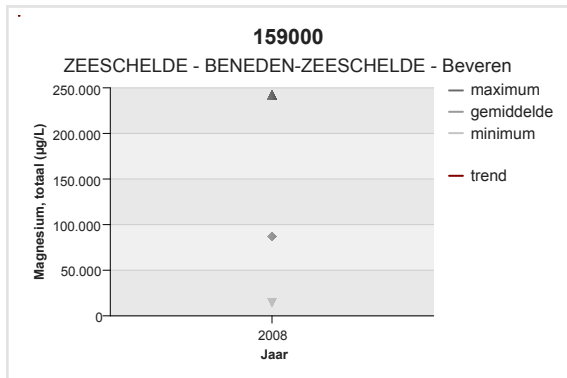 159000
ZEESCHELDE - BENEDEN-ZEESCHELDE - Beveren
Magnesium, totaal (µg/L)
250.000
200.000
150.000
100.000
50.000
0
2008
Jaar
maximum
gemiddelde
minimum
trend